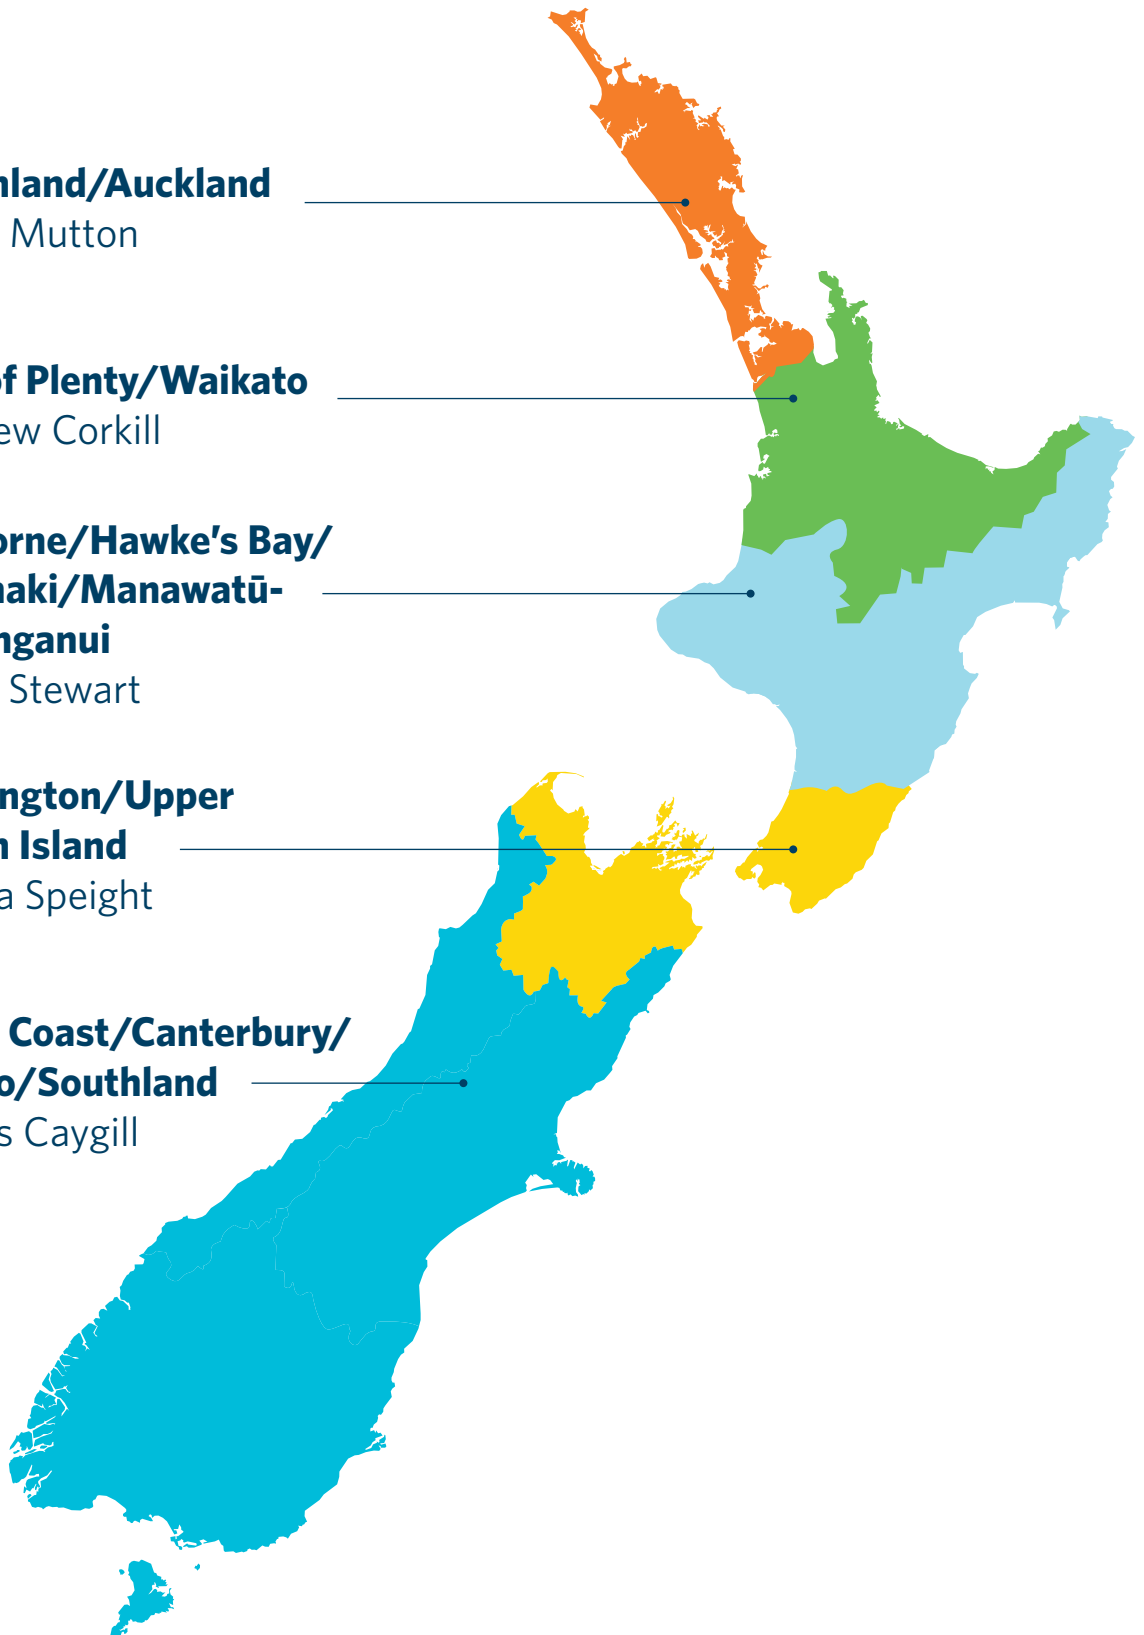 nland/Auckland
Mutton
of Plenty/Waikato
ew Corkill
orne/Hawke's Bay/
naki/Manawatū-
nganui
Stewart
ngton/Upper
n Island
a Speight
Coast/Canterbury/
o/Southland
s Caygill